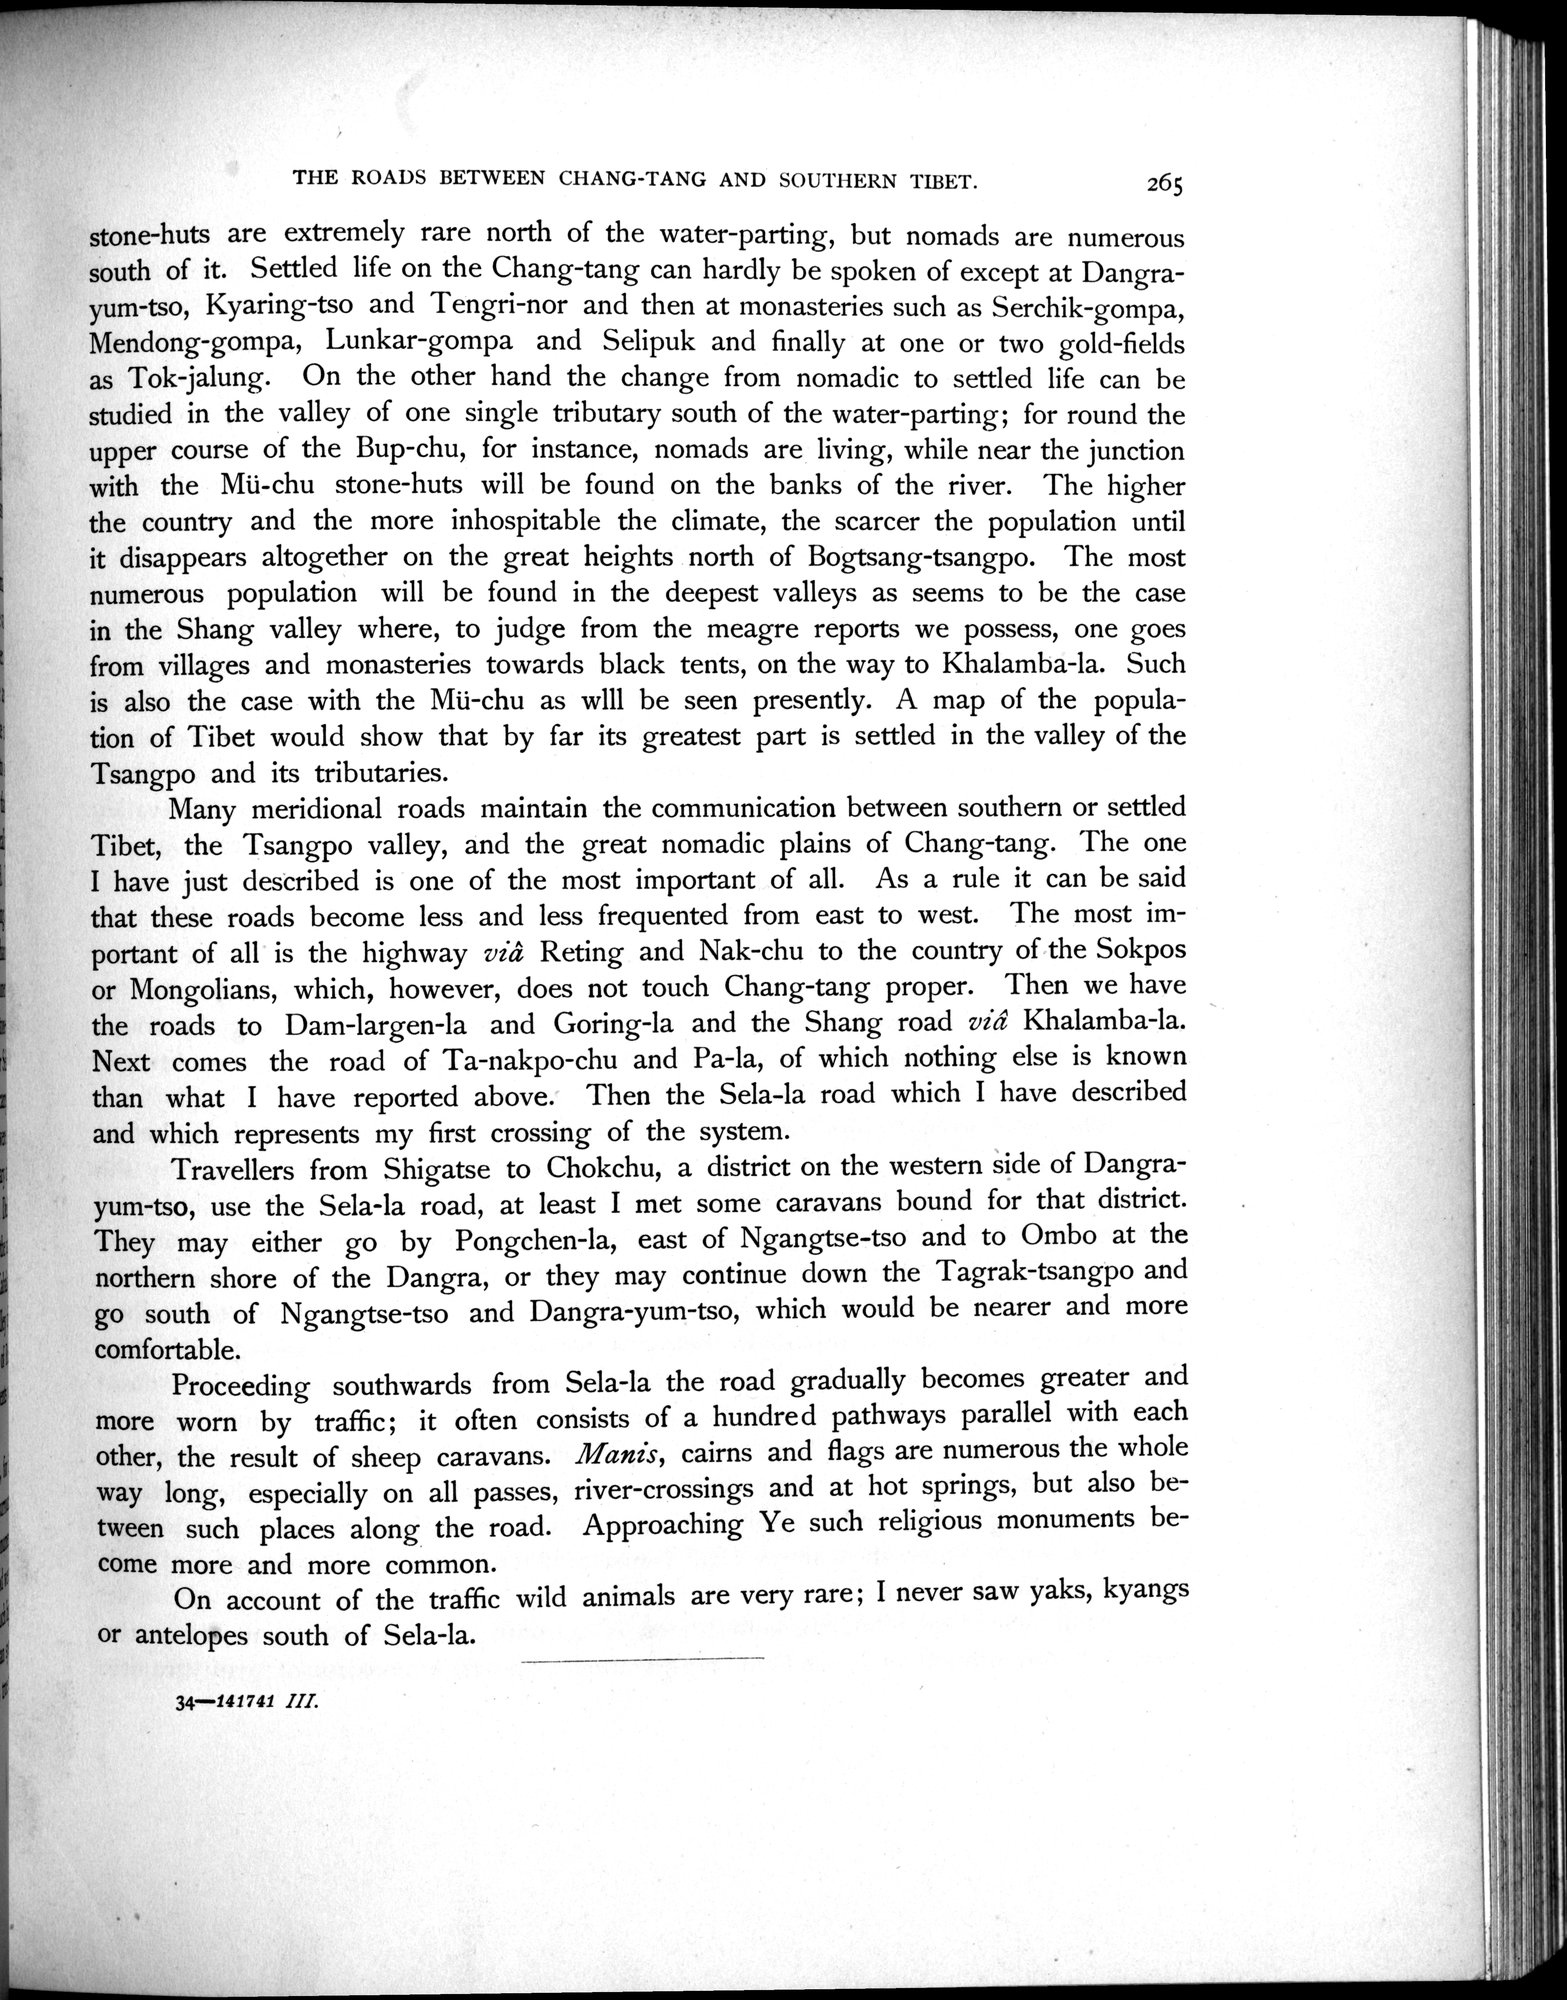 THE ROADS BETWEEN CHANG-TANG AND SOUTHERN TIBET. 265
stone-huts are extremely rare north of the water-parting, but nomads are numerous
south of it. Settled life on the Chang-tang can hardly be spoken of except at Dangra-
yum-tso, Kyaring-tso and Tengri-nor and then at monasteries such as Serchik-gompa,
Mendong-gompa, Lunkar-gompa and Selipuk and finally at one or two gold-fields
as Tok-jalung. On the other hand the change from nomadic to settled life can be
studied in the valley of one single tributary south of the water-parting; for round the
upper course of the Bup-chu, for instance, nomads are living, while near the junction
with the Mü-chu stone-huts will be found on the banks of the river. The higher
the country and the more inhospitable the climate, the scarcer the population until
it disappears altogether on the great heights north of Bogtsang-tsangpo. The most
numerous population will be found in the deepest valleys as seems to be the case
in the Shang valley where, to judge from the meagre reports we possess, one goes
from villages and monasteries towards black tents, on the way to Khalamba-la. Such
is also the case with the Mü-chu as wlll be seen presently. A map of the popula-
tion of Tibet would show that by far its greatest part is settled in the valley of the
Tsangpo and its tributaries.
Many meridional roads maintain the communication between southern or settled
Tibet, the Tsangpo valley, and the great nomadic plains of Chang-tang. The one
I have just described is one of the most important of all. As a rule it can be said
that these roads become less and less frequented from east to west. The most im-
portant of all is the highway viâ Reting and Nak-chu to the country of the Sokpos
or Mongolians, which, however, does not touch Chang-tang proper. Then we have
the roads to Dam-largen-la and Goring-la and the Shang road viâ Khalamba-la.
Next comes the road of Ta-nakpo-chu and Pa-la, of which nothing else is known
than what I have reported above. Then the Sela-la road which I have described
and which represents my first crossing of the system.
Travellers from Shigatse to Chokchu, a district on the western side of Dangra-
yum-tso, use the Sela-la road, at least I met some caravans bound for that district.
They may either go by Pongchen-la, east of Ngangtse-tso and to Ombo at the
northern shore of the Dangra, or they may continue down the Tagrak-tsangpo and
go south of Ngangtse-tso and Dangra-yum-tso, which would be nearer and more
comfortable.
Proceeding southwards from Sela-la the road gradually becomes greater and
more worn by traffic; it often consists of a hundred pathways parallel with each
other, the result of sheep caravans. Manis, cairns and flags are numerous the whole
way long, especially on all passes, river-crossings and at hot springs, but also be-
tween such places along the road. Approaching Ye such religious monuments be-
come more and more common.
On account of the traffic wild animals are very rare; I never saw yaks, kyangs
or antelopes south of Sela-la.
34—141741 III.